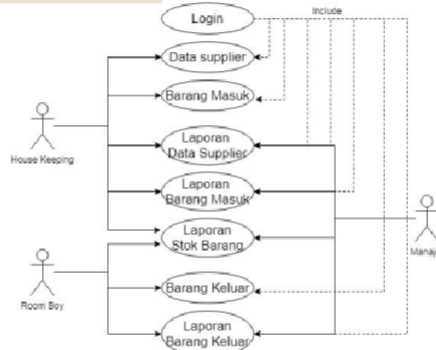 Login
Include
Data supplier
Barang Masuk
Laporan
Data Supplier
House Keeping
Laporan
Barang Masuk
Laporan
Stok Barang
Manaj
Room Boy
Barang Keluar
Laporan
Barang Keluar